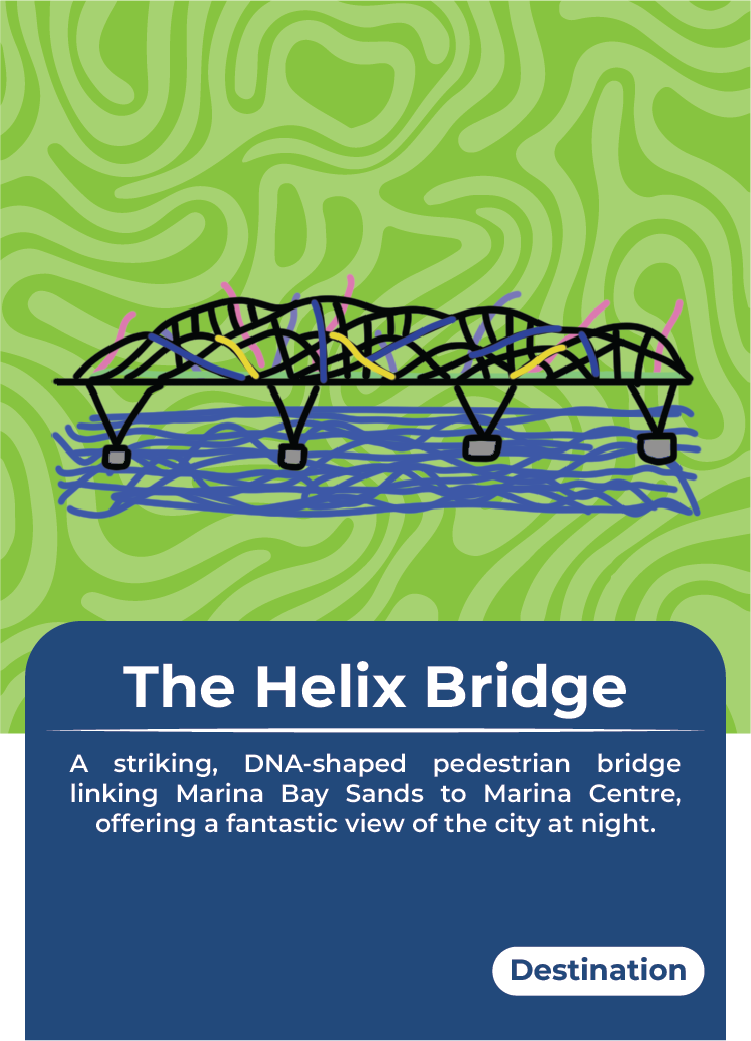 The Helix Bridge
A striking, DNA-shaped pedestrian bridge
linking Marina Bay Sands to Marina Centre,
offering a fantastic view of the city at night.
Destination